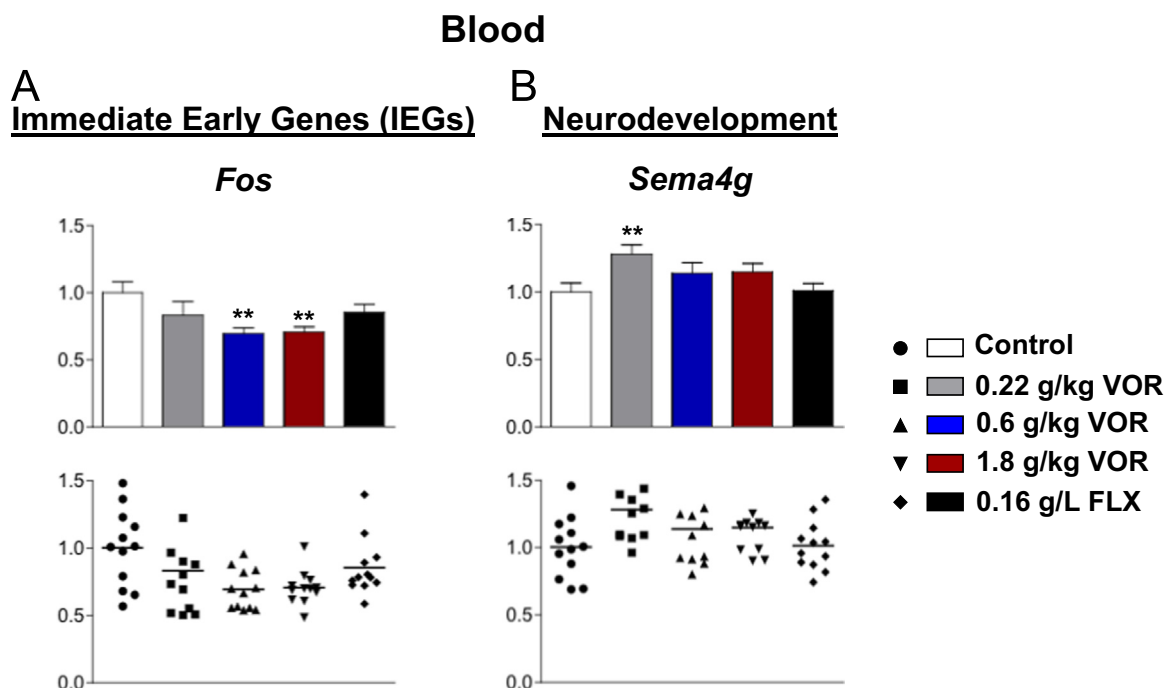 Blood
A
Immediate Early Genes (IEGs)
Fos
1.5
1.0
0.5
0.0
** **
1.5
1.0
0.5
0.0
B
Neurodevelopment
Sema4g
1.5
1.0
0.5
0.0
**
1.5
1.0
0.5
0.0
Control
0.22 g/kg VOR
0.6 g/kg VOR
1.8 g/kg VOR
0.16 g/L FLX